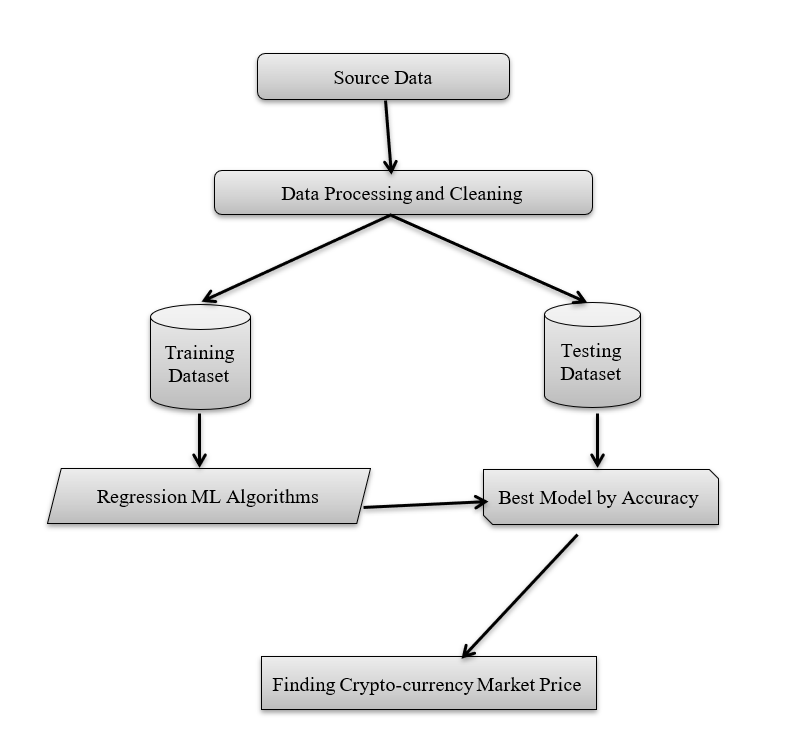 Source Data
Data Processing and Cleaning
Training
Dataset
Testing
Dataset
Regression ML Algorithms
Best Model by Accuracy
Finding Crypto-currency Market Price